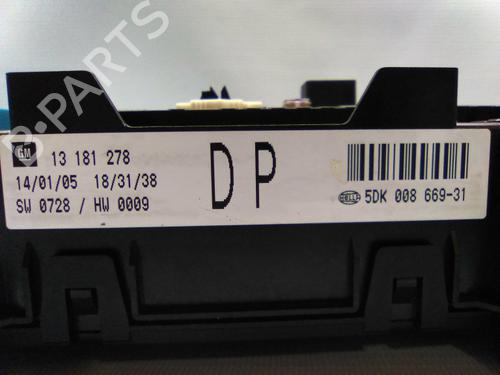 GM 13 181 278
14/01/05 18/31/38
SW 0728 / HW 0009
DP
HELLA 5DK 008 669-31
B-PARTS